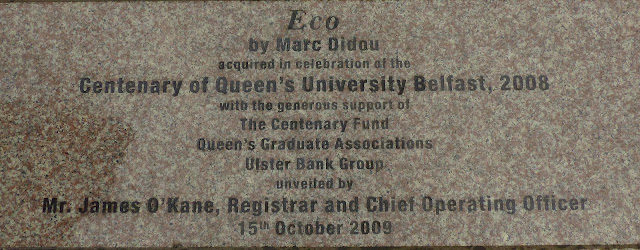 Eco
by Marc Didou
acquired in celebration of the
Centenary of Queen's University Belfast, 2008
with the generous support of
The Centenary Fund
Queen's Graduate Associations
Ulster Bank Group
unveiled by
Mr. James O'Kane, Registrar and Chief Operating Officer
15th October 2009